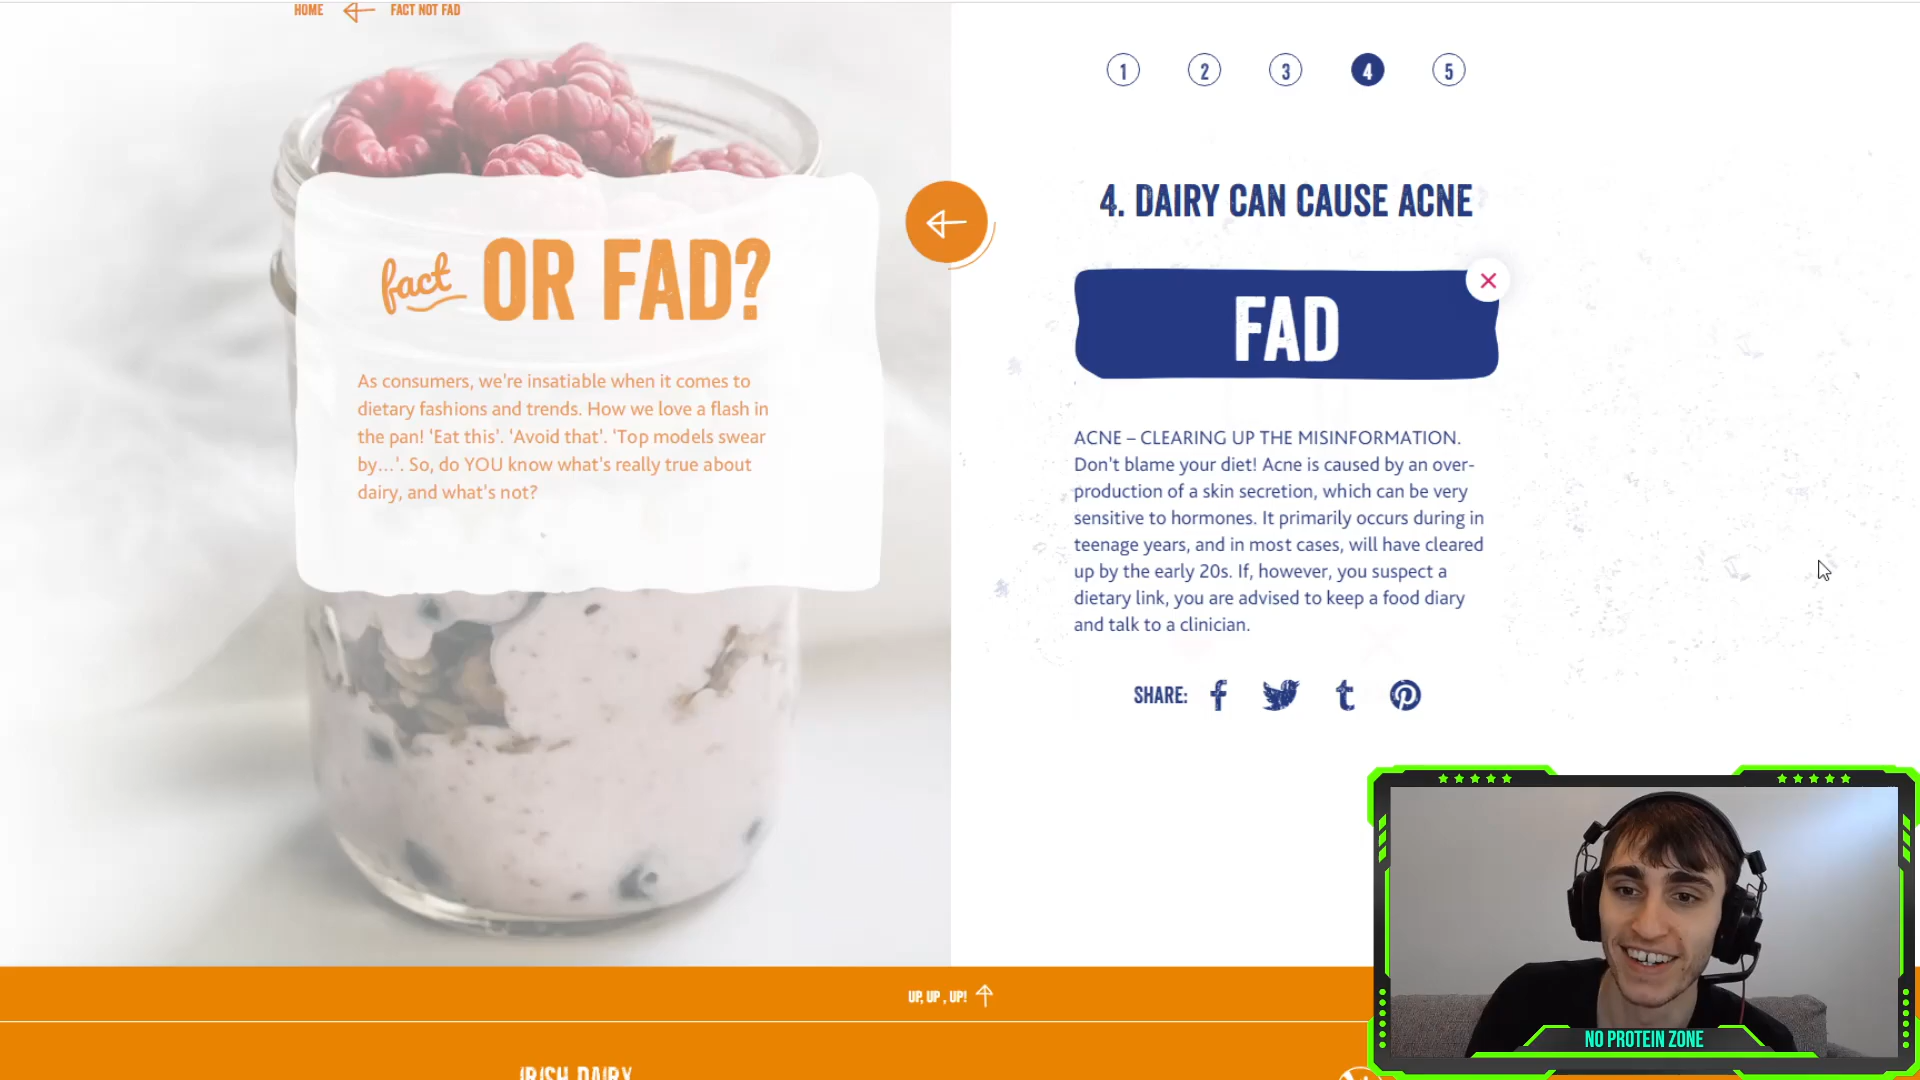 HOME
FACT NOT FAD
fact OR FAD?
As consumers, we're insatiable when it comes to
dietary fashions and trends. How we love a flash in
the pan! 'Eat this'. 'Avoid that'. 'Top models swear
by...'. So, do YOU know what's really true about
dairy, and what's not?
1 2 3 4 5
4. DAIRY CAN CAUSE ACNE
FAD
ACNE – CLEARING UP THE MISINFORMATION.
Don't blame your diet! Acne is caused by an over-
production of a skin secretion, which can be very
sensitive to hormones. It primarily occurs during in
teenage years, and in most cases, will have cleared
up by the early 20s. If, however, you suspect a
dietary link, you are advised to keep a food diary
and talk to a clinician.
SHARE:
UP, UP , UP!
IRISH DAIRY
NO PROTEIN ZONE